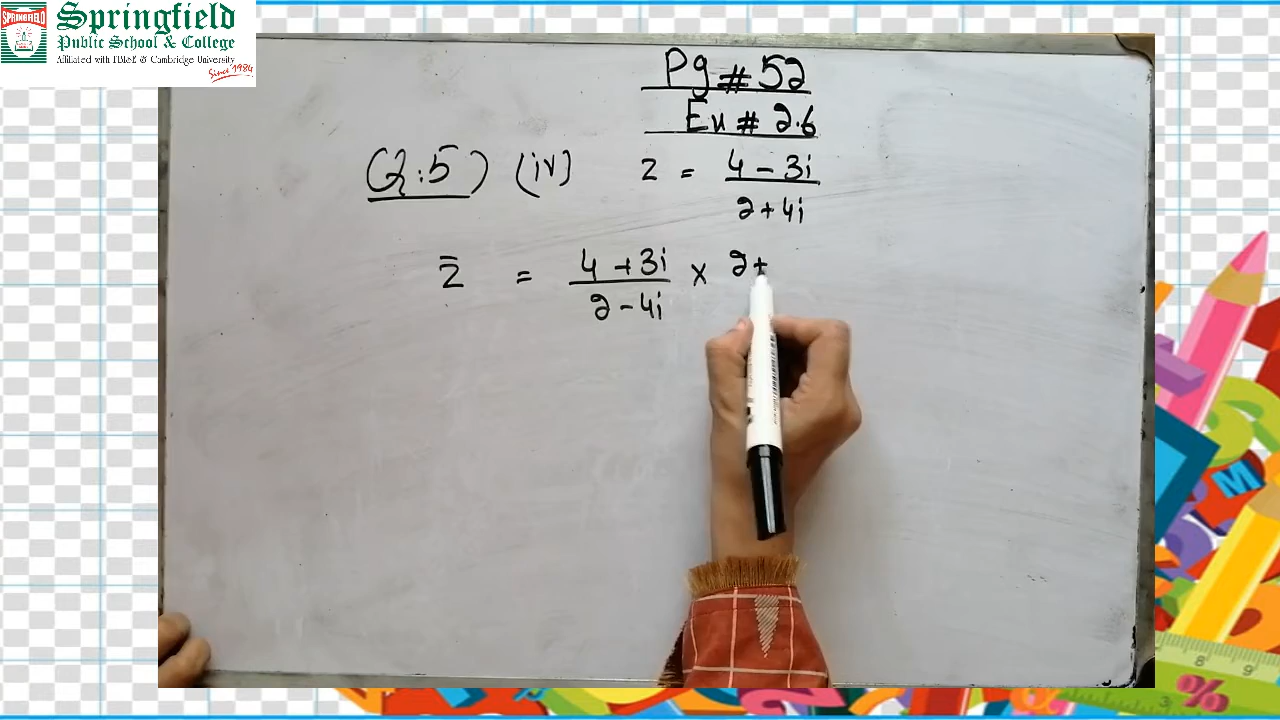 Springfield
Public School & College
Affiliated with FBISE & Cambridge University
Since 1984
Pg # 52
Ex # 2.6
Q:5) (iv) z = 4 - 3i
2 + 4i
z̄ = 4 + 3i × 2 +
2 - 4i